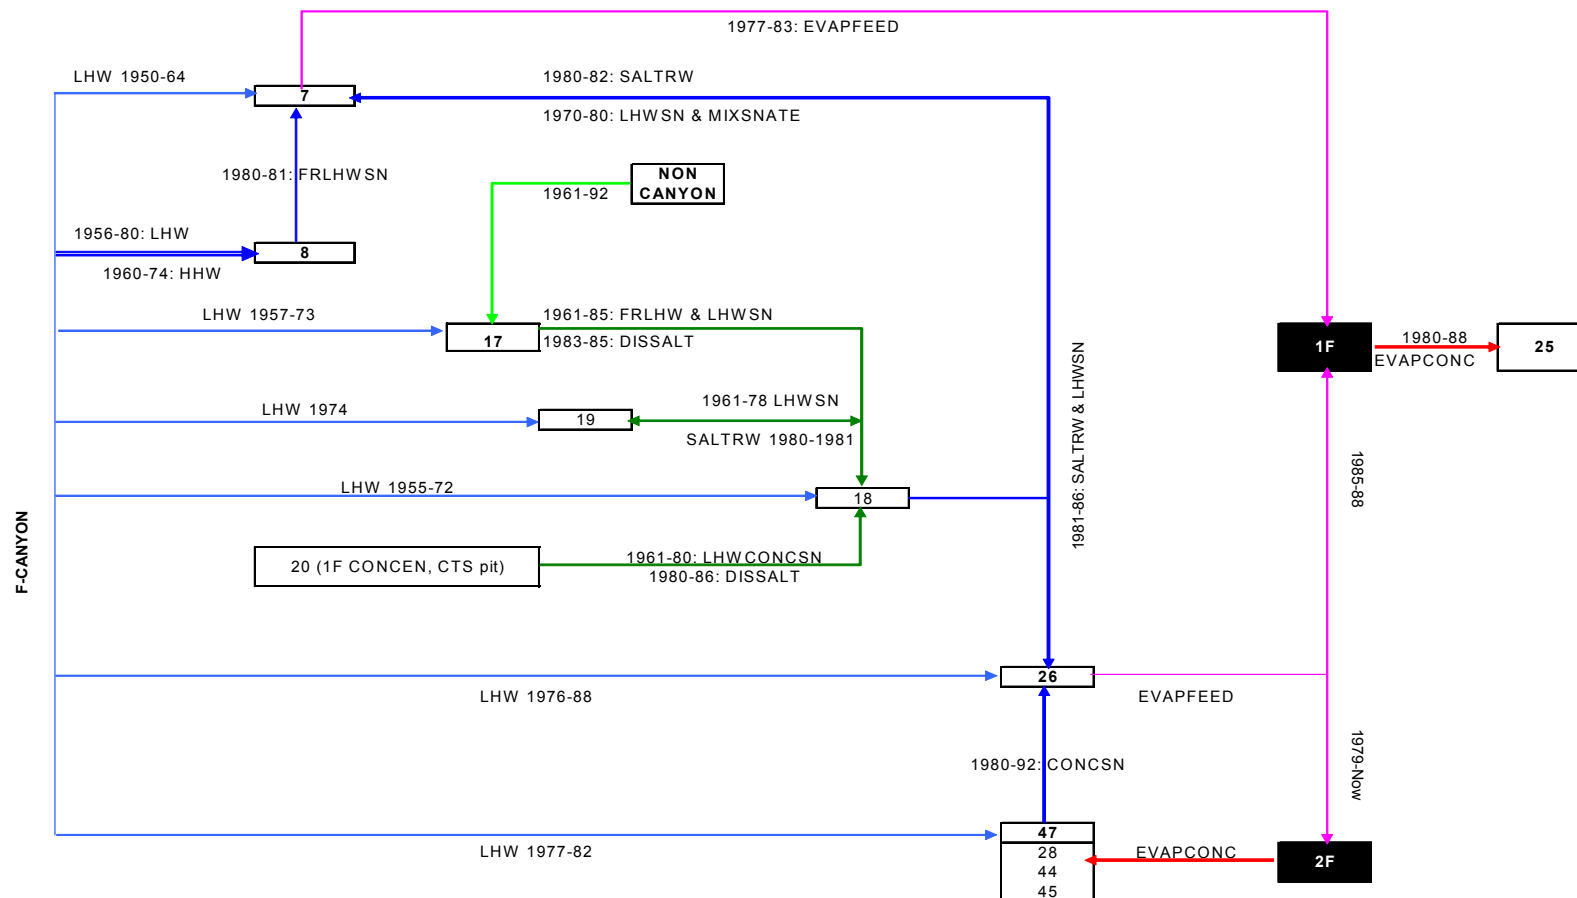 1977-83: EVAPFEED
LHW 1950-64
1980-82: SALTRW
7
1970-80: LHWSN & MIXSNATE
1980-81: FRLHWSN
NON
CANYON
1961-92
1956-80: LHW
8
1960-74: HHW
LHW 1957-73
1961-85: FRLHW & LHWSN
17
1983-85: DISSALT
1F
1980-88
EVAPCONC
25
LHW 1974
19
1961-78 LHWSN
SALTRW 1980-1981
1981-86: SALTRW & LHWSN
1985-88
LHW 1955-72
18
F-CANYON
20 (1F CONCEN, CTS pit)
1961-80: LHWCONCSN
1980-86: DISSALT
26
LHW 1976-88
EVAPFEED
1980-92: CONCSN
1979-Now
47
LHW 1977-82
28
44
45
EVAPCONC
2F